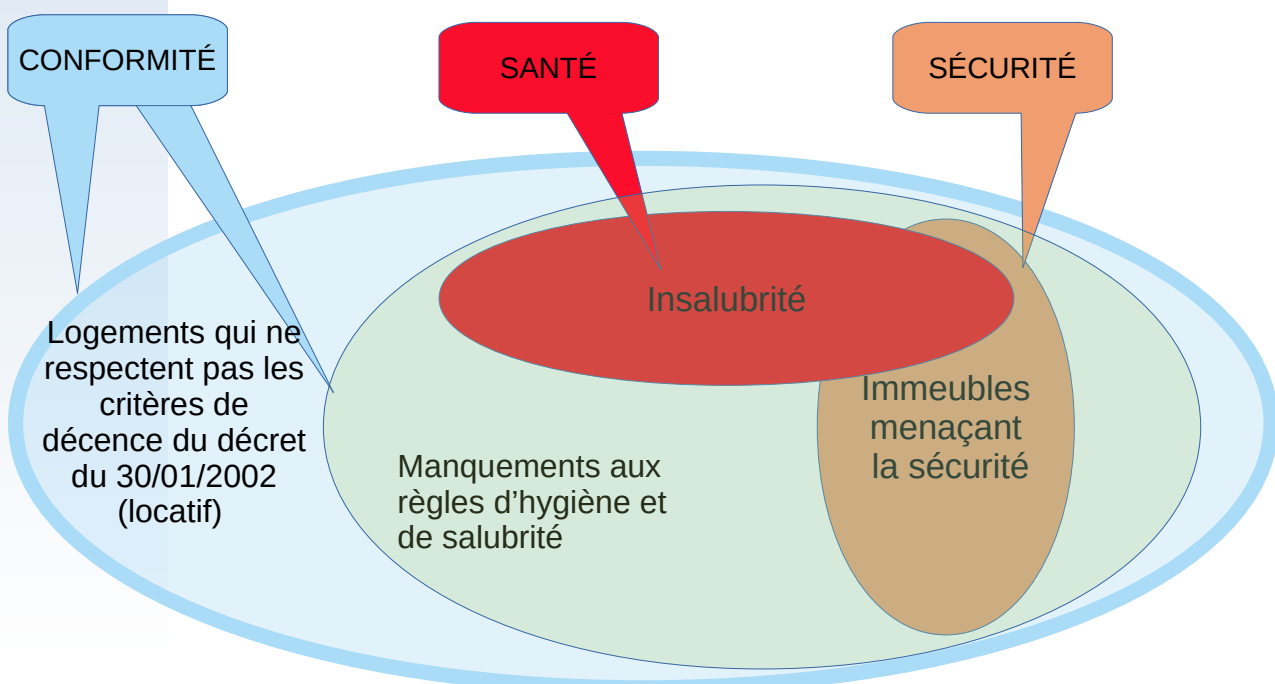 CONFORMITÉ
SANTÉ
SÉCURITÉ
Insalubrité
Logements qui ne
respectent pas les
critères de
décence du décret
du 30/01/2002
(locatif)
Immeubles
menaçant
la sécurité
Manquements aux
règles d’hygiène et
de salubrité